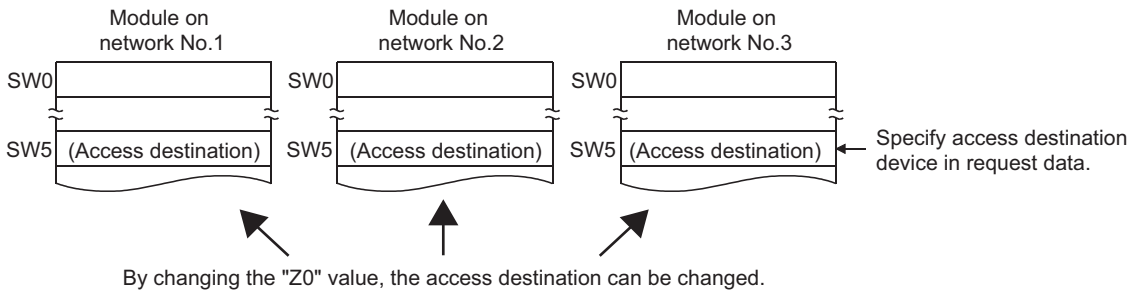 Module on
network No.1
Module on
network No.2
Module on
network No.3
SW0
SW0
SW0
SW5 (Access destination)
SW5 (Access destination)
SW5 (Access destination)
Specify access destination
device in request data.
By changing the "Z0" value, the access destination can be changed.